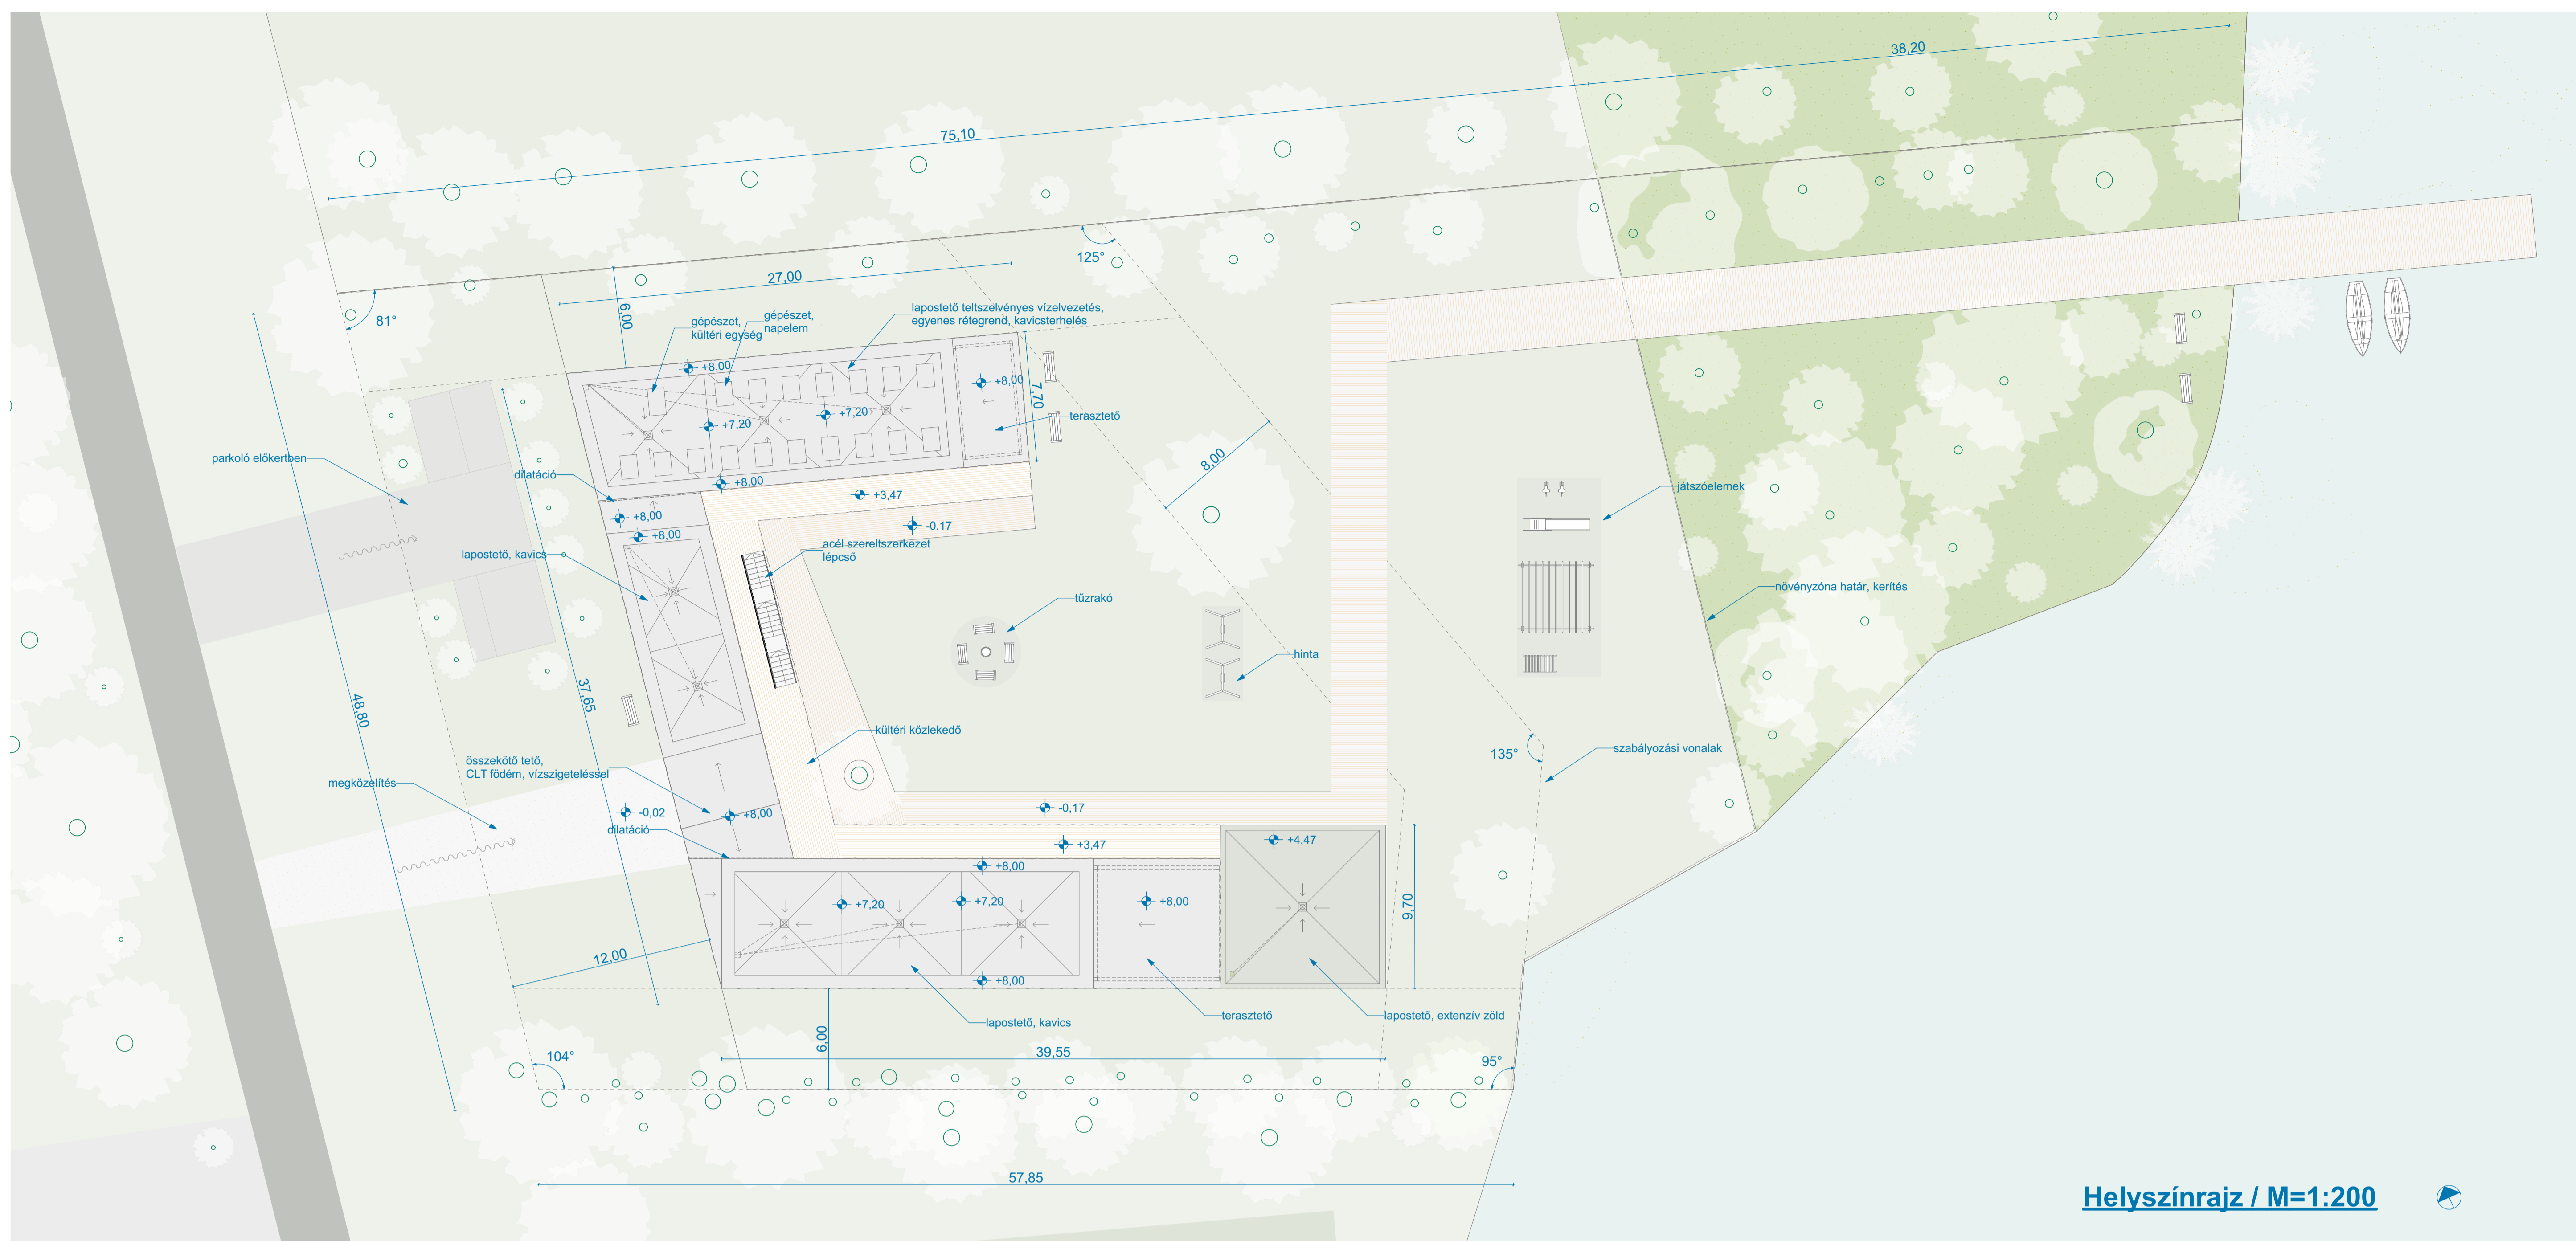 38,20
75,10
125°
27,00
6,00
81°
lapostető teltszelvényes vízelvezetés,
egyenes rétegrend, kavicsterhelés
gépészet,
kültéri egység
gépészet,
napelem
+8,00
+8,00
7,70
+7,20
+7,20
terasztető
parkoló előkertben
8,00
dilatáció
+8,00
+3,47
játszóelemek
+8,00
-0,17
+8,00
lapostető, kavics
acél szereltszerkezet
lépcső
növényzóna határ, kerítés
tűzrakó
hinta
48,80
37,65
kültéri közlekedő
135°
szabályozási vonalak
összekötő tető,
CLT födém, vízszigeteléssel
megközelítés
-0,02
+8,00
-0,17
dilatáció
+3,47
+4,47
+8,00
+7,20
+7,20
+8,00
9,70
12,00
+8,00
lapostető, kavics
terasztető
lapostető, extenzív zöld
6,00
39,55
104°
95°
57,85
Helyszínrajz / M=1:200